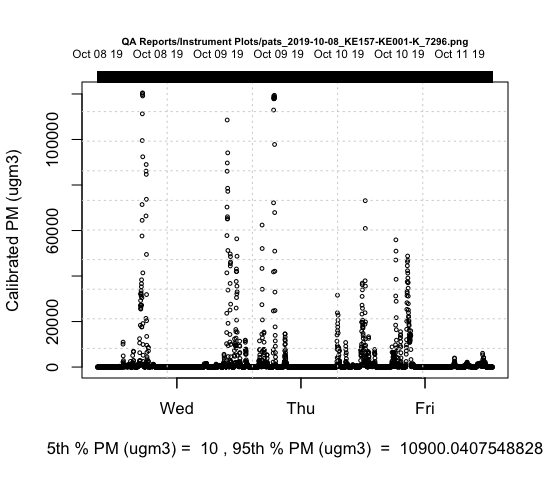 QA Reports/Instrument Plots/pats_2019-10-08_KE157-KE001-K_7296.png
Oct 08 19 Oct 08 19 Oct 09 19 Oct 09 19 Oct 10 19 Oct 10 19 Oct 11 19
Calibrated PM (ugm3)
100000
60000
20000
0
Wed Thu Fri
5th % PM (ugm3) = 10 , 95th % PM (ugm3) = 10900.0407548828